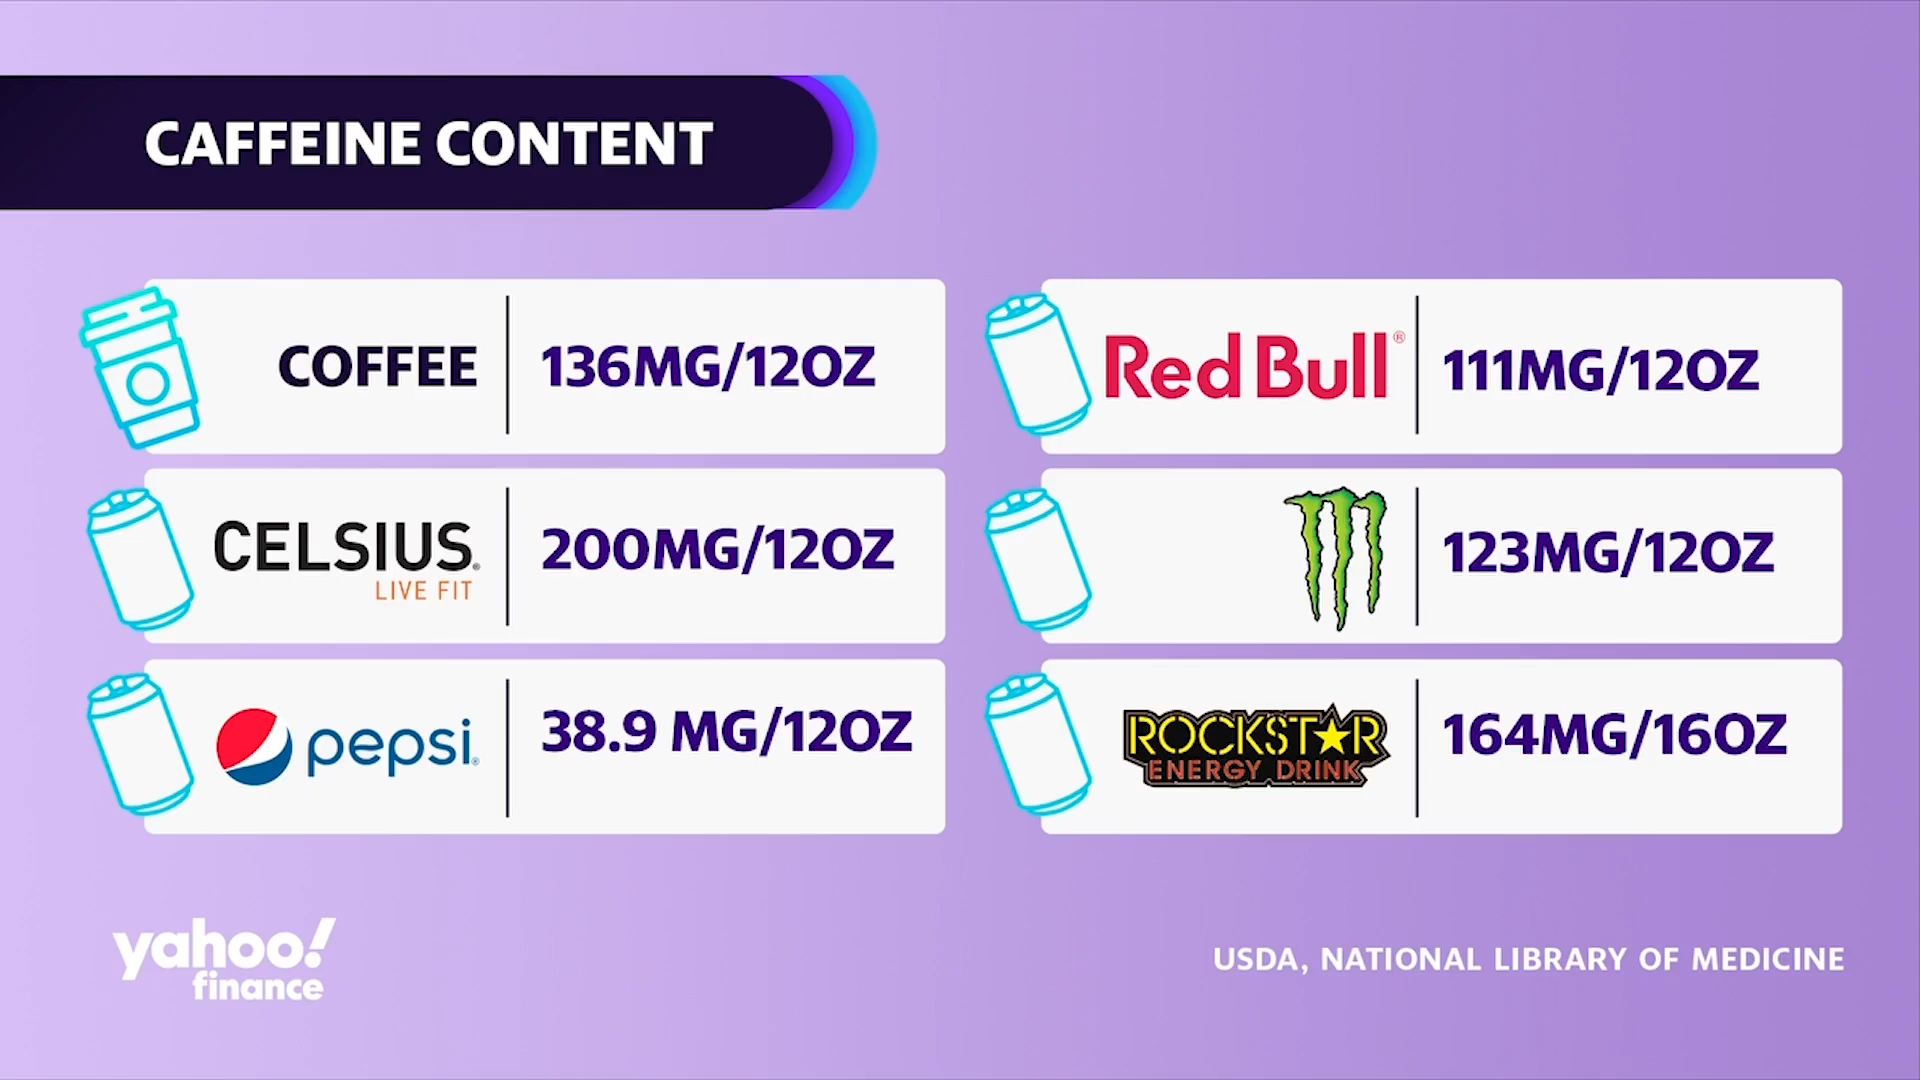 CAFFEINE CONTENT
COFFEE 136MG/12OZ
CELSIUS® 200MG/12OZ
LIVE FIT
pepsi® 38.9 MG/12OZ
Red Bull® 111MG/12OZ
123MG/12OZ
ROCKSTAR 164MG/16OZ
ENERGY DRINK
yahoo!
finance
USDA, NATIONAL LIBRARY OF MEDICINE